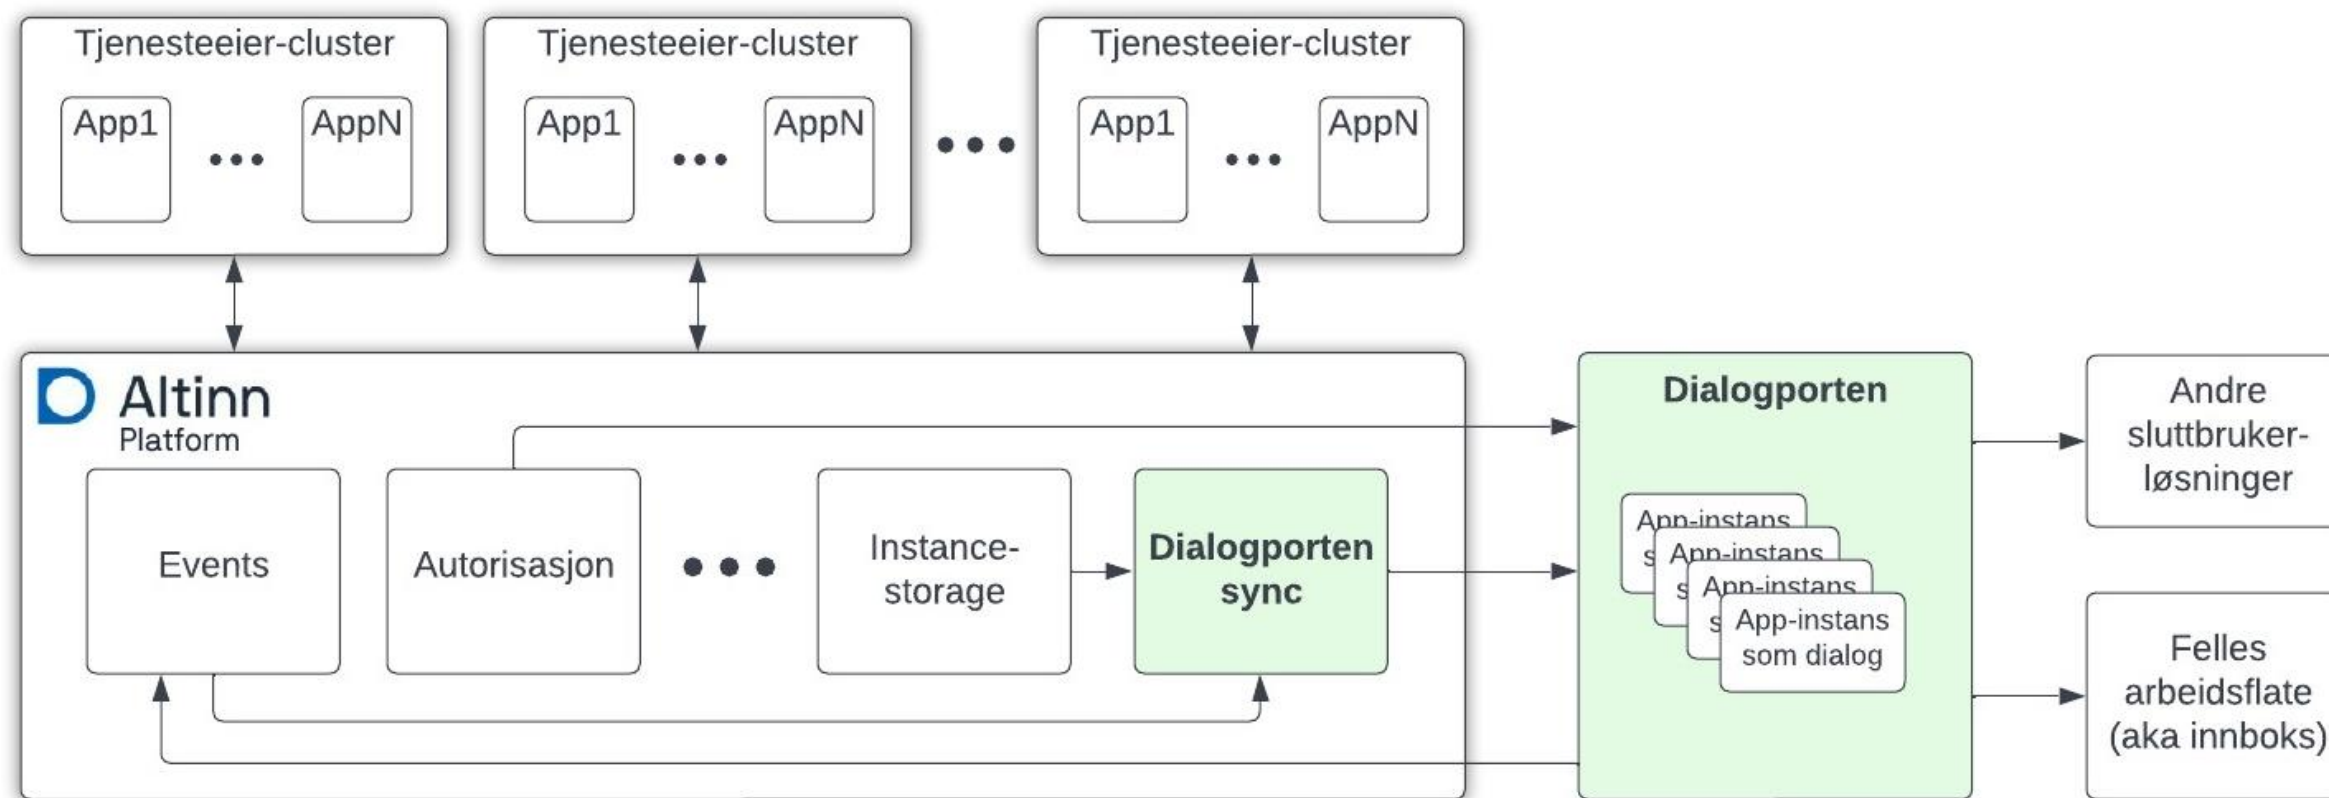 Tjenesteeier-cluster
App1
AppN
Tjenesteeier-cluster
App1
AppN
Tjenesteeier-cluster
App1
AppN
Altinn
Platform
Events
Autorisasjon
Instance-
storage
Dialogporten
sync
Dialogporten
App-instans
s
App-instans
s
App-instans
s
App-instans
som dialog
Andre
sluttbruker-
løsninger
Felles
arbeidsflate
(aka innboks)